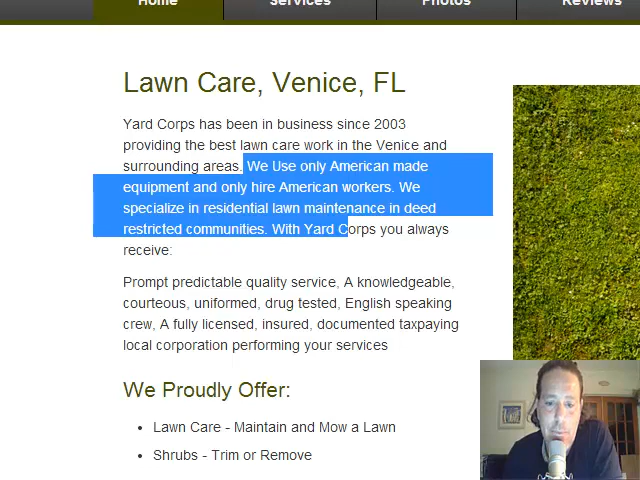 Home Services Photos Reviews
Lawn Care, Venice, FL
Yard Corps has been in business since 2003
providing the best lawn care work in the Venice and
surrounding areas. We Use only American made
equipment and only hire American workers. We
specialize in residential lawn maintenance in deed
restricted communities. With Yard Corps you always
receive:
Prompt predictable quality service, A knowledgeable,
courteous, uniformed, drug tested, English speaking
crew, A fully licensed, insured, documented taxpaying
local corporation performing your services
We Proudly Offer:
• Lawn Care - Maintain and Mow a Lawn
• Shrubs - Trim or Remove